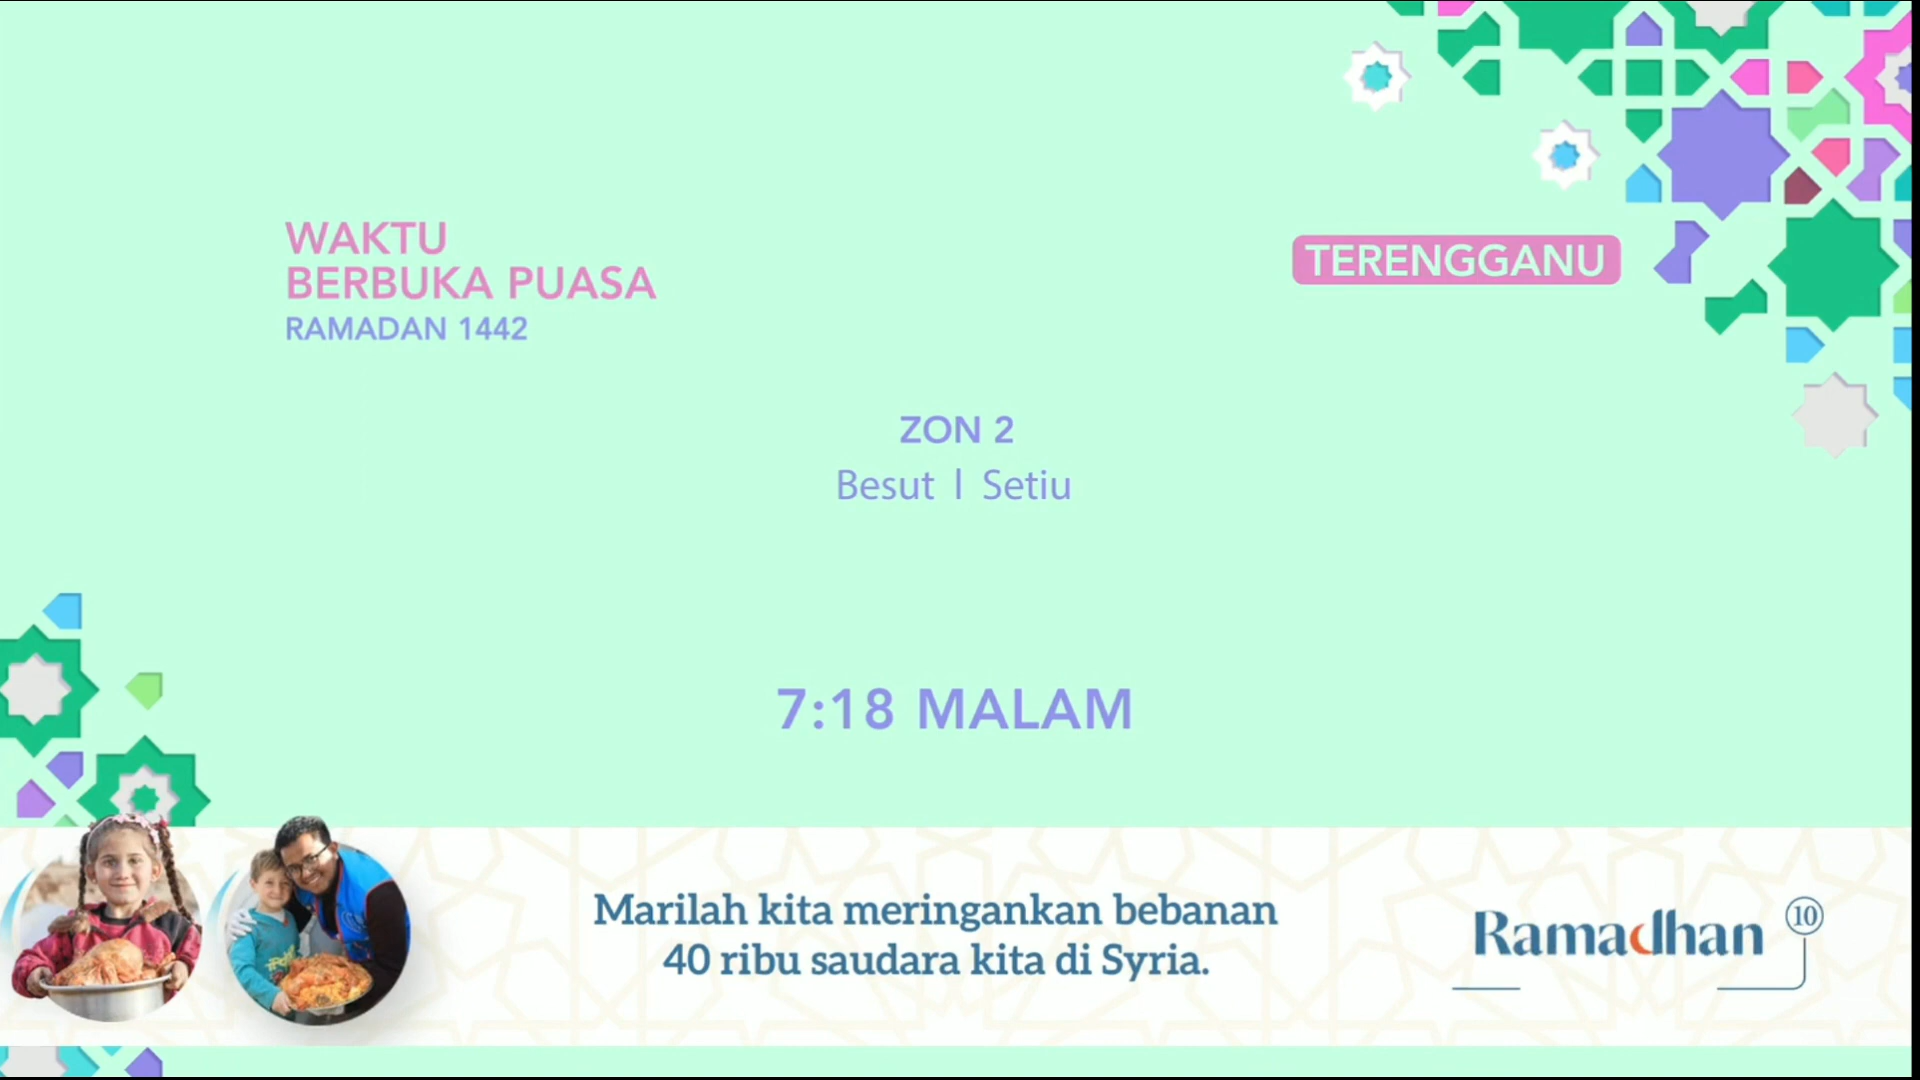 WAKTU
BERBUKA PUASA
RAMADAN 1442
TERENGGANU
ZON 2
Besut | Setiu
7:18 MALAM
Marilah kita meringankan bebanan
40 ribu saudara kita di Syria.
Ramadhan 10